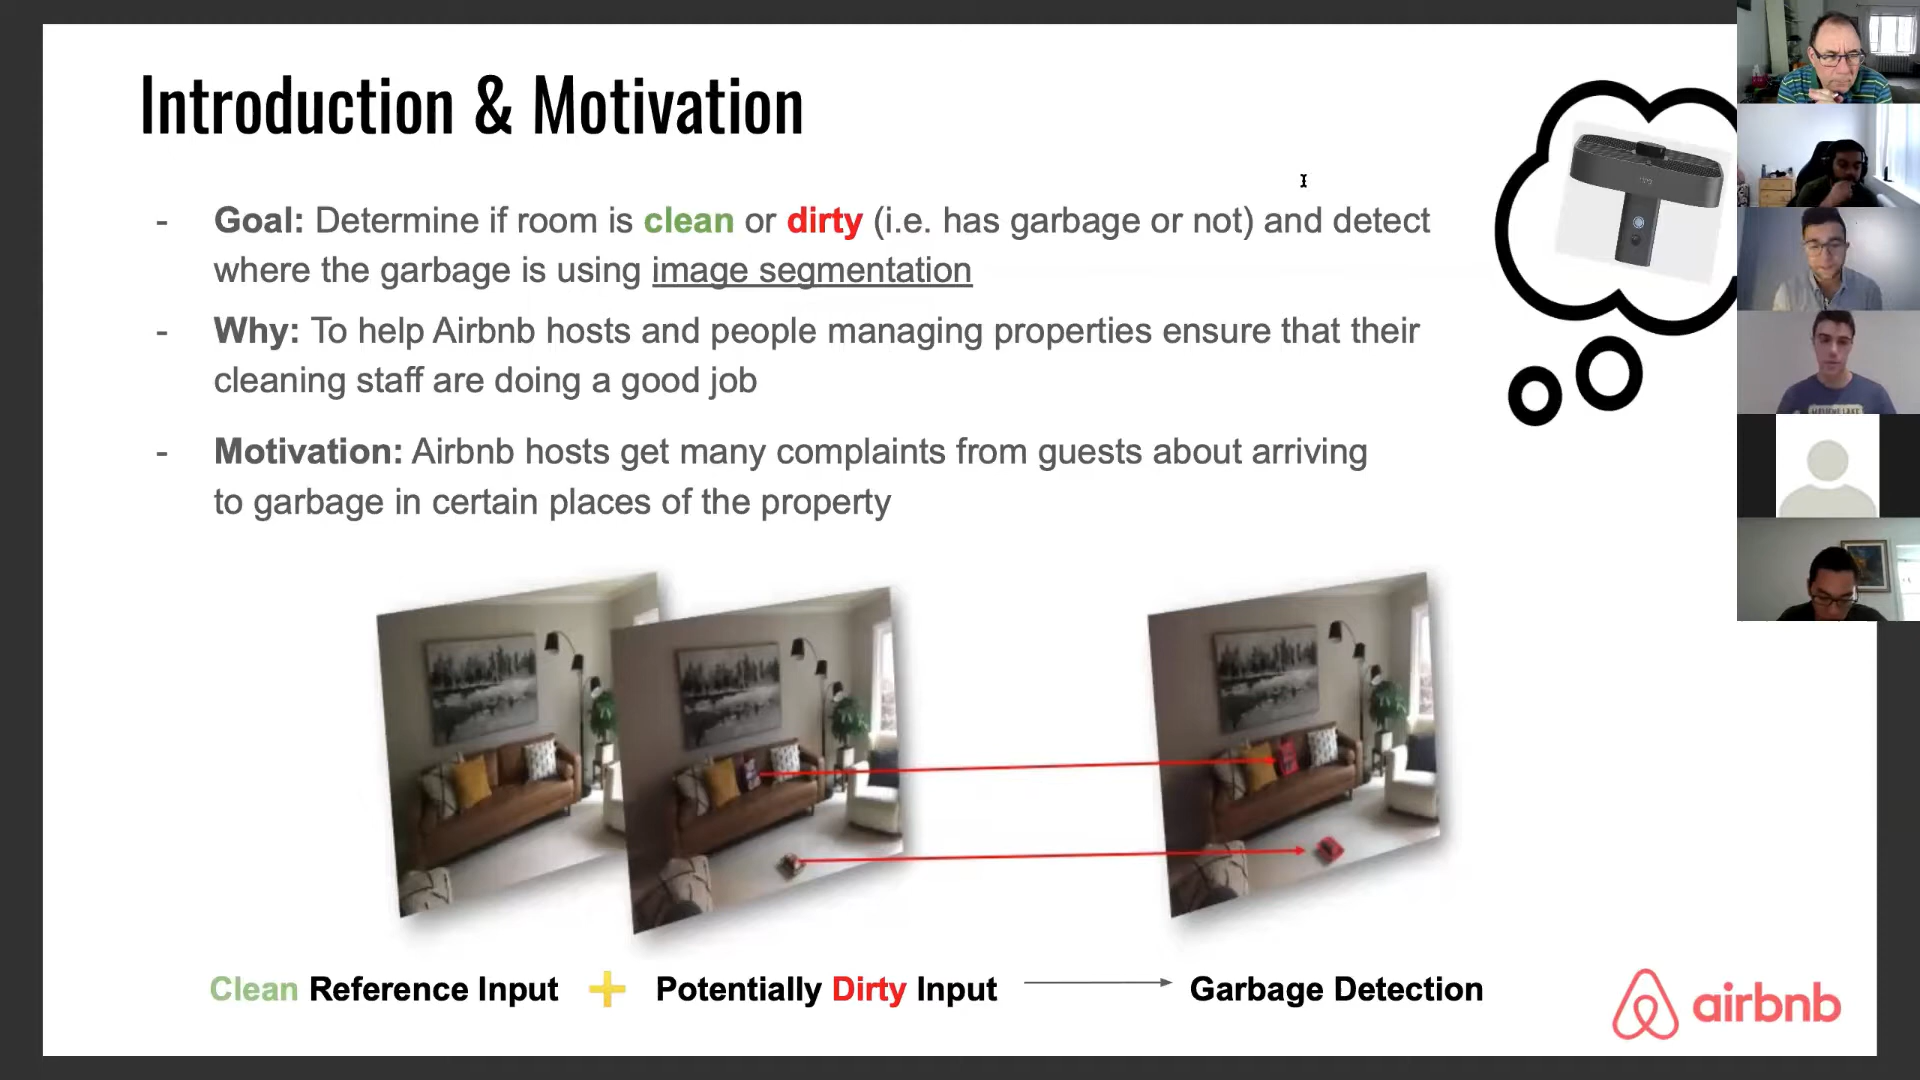 Introduction & Motivation
- Goal: Determine if room is clean or dirty (i.e. has garbage or not) and detect
where the garbage is using image segmentation
- Why: To help Airbnb hosts and people managing properties ensure that their
cleaning staff are doing a good job
- Motivation: Airbnb hosts get many complaints from guests about arriving
to garbage in certain places of the property
Clean Reference Input + Potentially Dirty Input Garbage Detection
airbnb